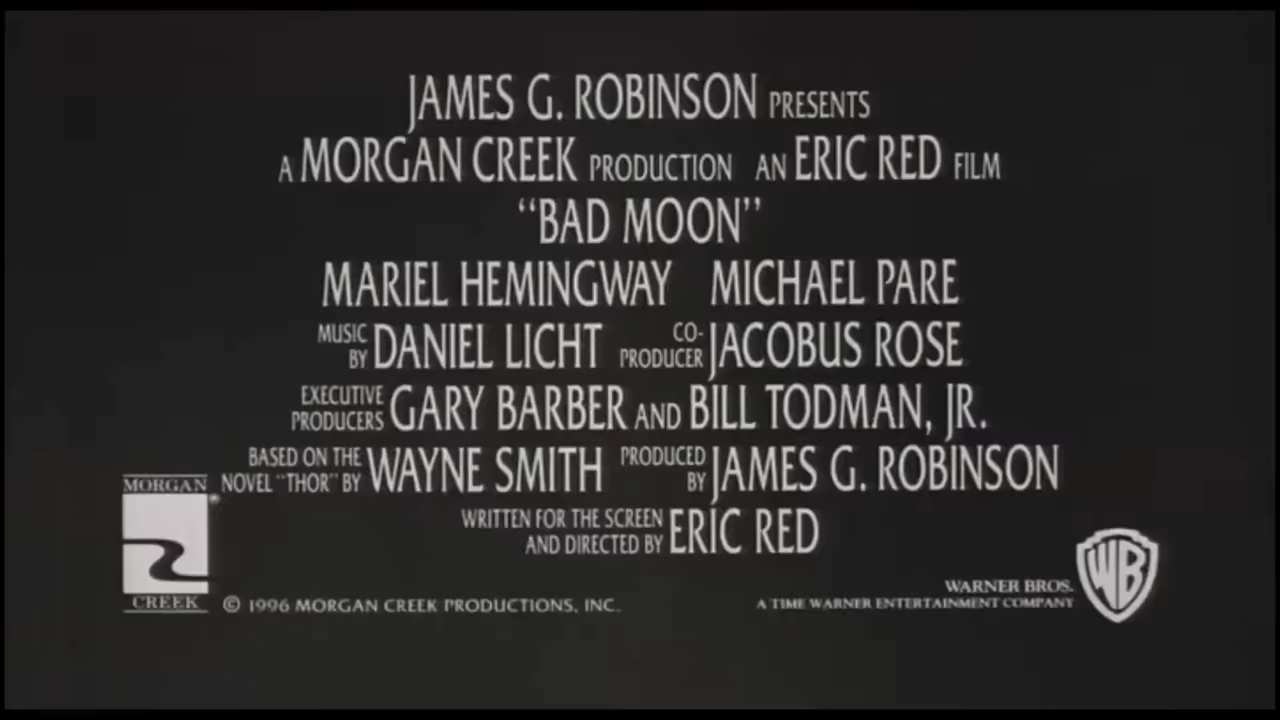 JAMES G. ROBINSON PRESENTS
A MORGAN CREEK PRODUCTION AN ERIC RED FILM
“BAD MOON”
MARIEL HEMINGWAY MICHAEL PARE
MUSIC BY DANIEL LICHT CO-PRODUCER JACOBUS ROSE
EXECUTIVE PRODUCERS GARY BARBER AND BILL TODMAN, JR.
BASED ON THE NOVEL “THOR” BY WAYNE SMITH PRODUCED BY JAMES G. ROBINSON
WRITTEN FOR THE SCREEN AND DIRECTED BY ERIC RED
MORGAN
CREEK
® 
© 1996 MORGAN CREEK PRODUCTIONS, INC.
WARNER BROS.
A TIME WARNER ENTERTAINMENT COMPANY
WB